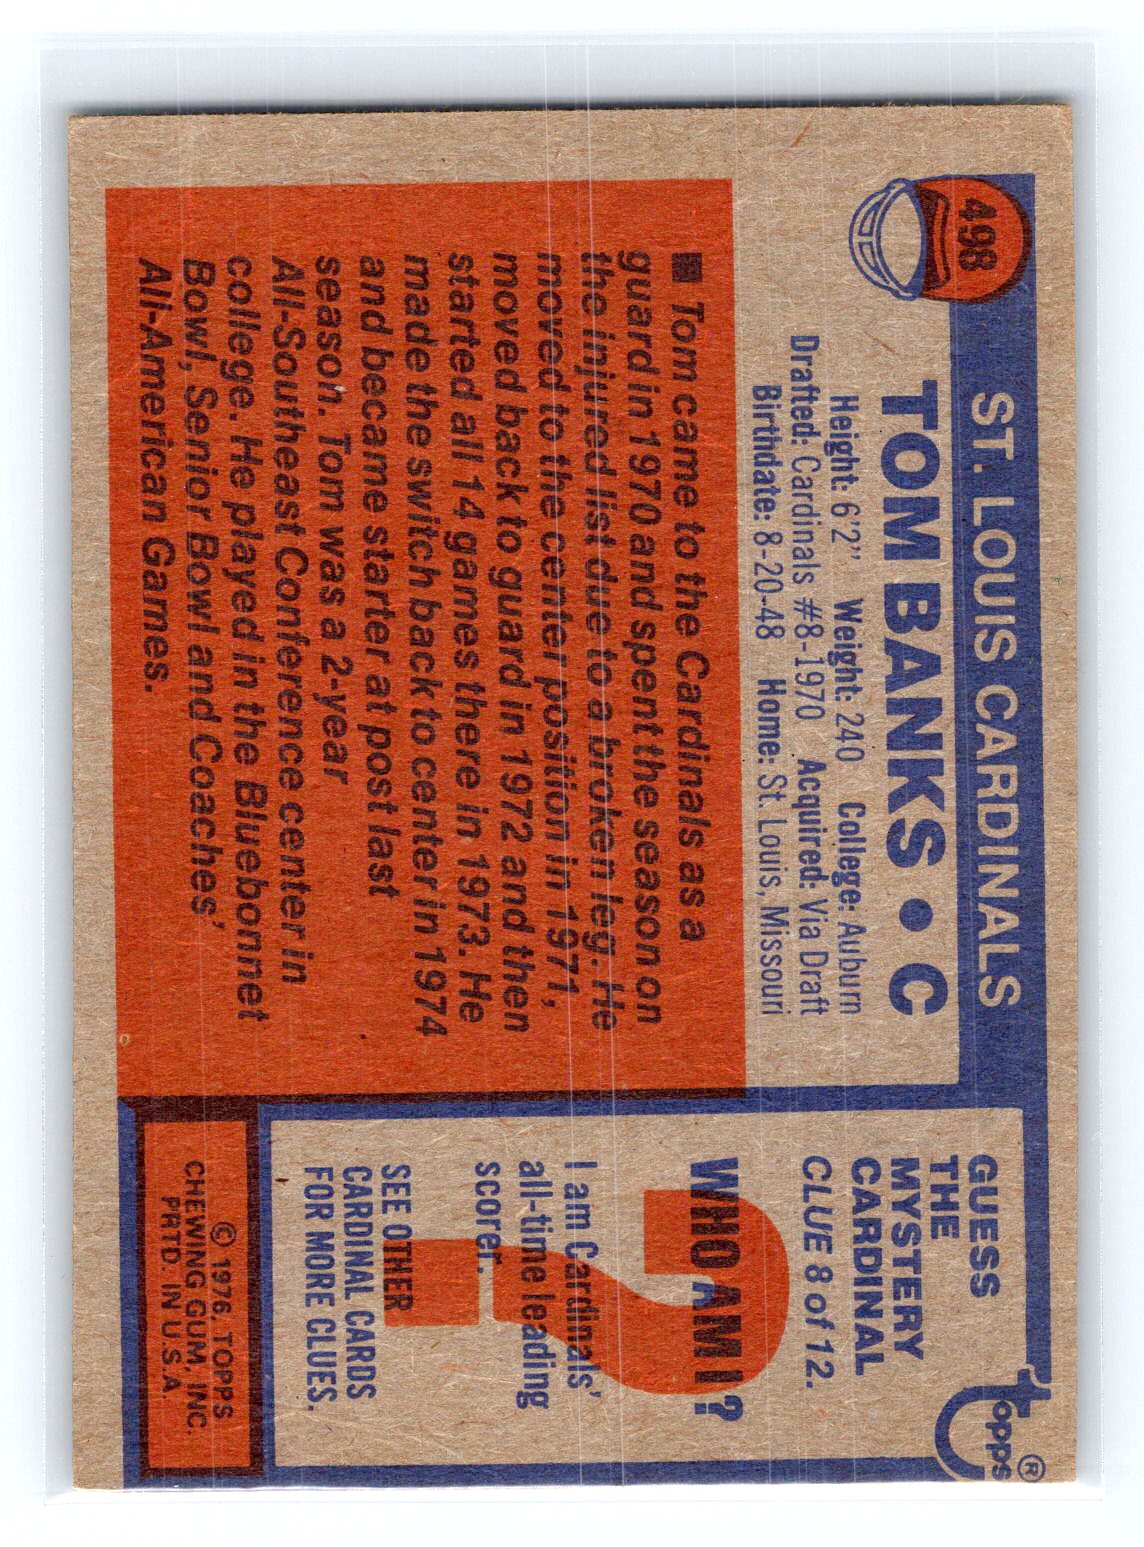 498
ST. LOUIS CARDINALS
TOM BANKS • C
Height: 6'2" Weight: 240 College: Auburn
Drafted: Cardinals #8-1970 Acquired: Via Draft
Birthdate: 8-20-48 Home: St. Louis, Missouri
■ Tom came to the Cardinals as a
guard in 1970 and spent the season on
the injured list due to a broken leg. He
moved to the center position in 1971,
moved back to guard in 1972 and then
started all 14 games there in 1973. He
made the switch back to center in 1974
and became starter at post last
season. Tom was a 2-year
All-Southeast Conference center in
college. He played in the Bluebonnet
Bowl, Senior Bowl and Coaches'
All-American Games.
topps®
GUESS
THE
MYSTERY
CARDINAL
CLUE 8 of 12.
WHO AM I?
?
I am Cardinals'
all-time leading
scorer.
SEE OTHER
CARDINAL CARDS
FOR MORE CLUES.
© 1976, TOPPS
CHEWING GUM, INC.
PRTD. IN U.S.A.